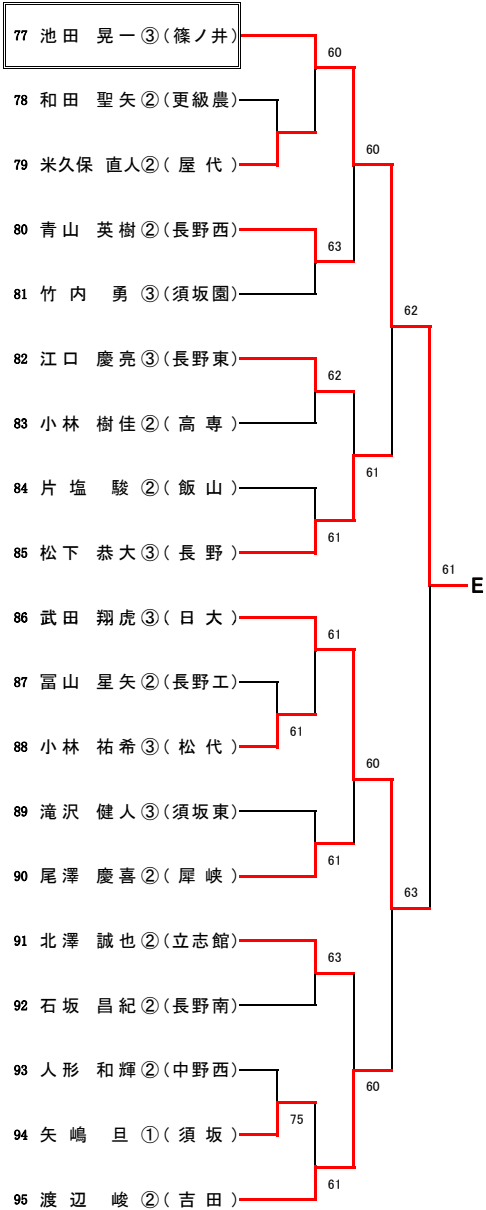 77 池田 晃一③(篠ノ井)
60
78 和田 聖矢②(更級農)
60
79 米久保 直人②(屋代)
80 青山 英樹②(長野西)
63
81 竹内 勇③(須坂園)
62
82 江口 慶亮③(長野東)
62
83 小林 樹佳②(高専)
61
84 片塩 駿②(飯山)
61
85 松下 恭大③(長野)
61 E
86 武田 翔虎③(日大)
61
87 冨山 星矢②(長野工)
61
88 小林 祐希③(松代)
60
89 滝沢 健人③(須坂東)
61
90 尾澤 慶喜②(犀峡)
63
91 北澤 誠也②(立志館)
63
92 石坂 昌紀②(長野南)
93 人形 和輝②(中野西)
60
75
94 矢嶋 旦①(須坂)
61
95 渡辺 峻②(吉田)